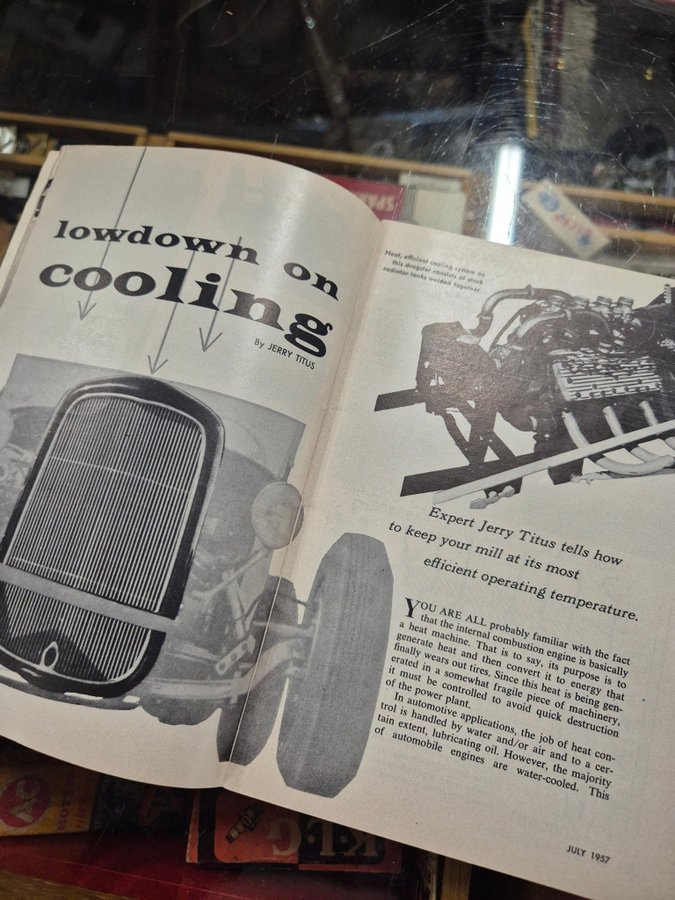 lowdown on
cooling
By JERRY TITUS
Neat, efficient cooling system on
this dragster consists of stock
radiator tanks welded together.
Expert Jerry Titus tells how
to keep your mill at its most
efficient operating temperature.
YOU ARE ALL probably familiar with the fact
that the internal combustion engine is basically
a heat machine. That is to say, its purpose is to
generate heat and then convert it to energy that
finally wears out tires. Since this heat is being gen-
erated in a somewhat fragile piece of machinery,
it must be controlled to avoid quick destruction
of the power plant.
In automotive applications, the job of heat con-
trol is handled by water and/or air and to a cer-
tain extent, lubricating oil. However, the majority
of automobile engines are water-cooled. This
JULY 1957
AC
K·L·G